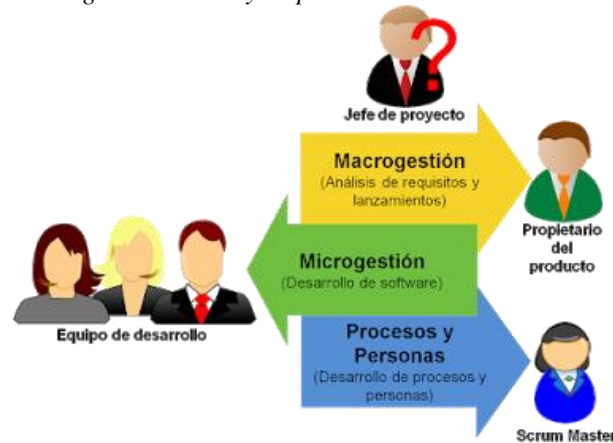 y
?
Jefe de proyecto
Macrogestión
(Análisis de requisitos y
lanzamientos)
Propietario
del
producto
Microgestión
(Desarrollo de software)
Equipo de desarrollo
Procesos y
Personas
(Desarrollo de procesos y
personas)
Scrum Master